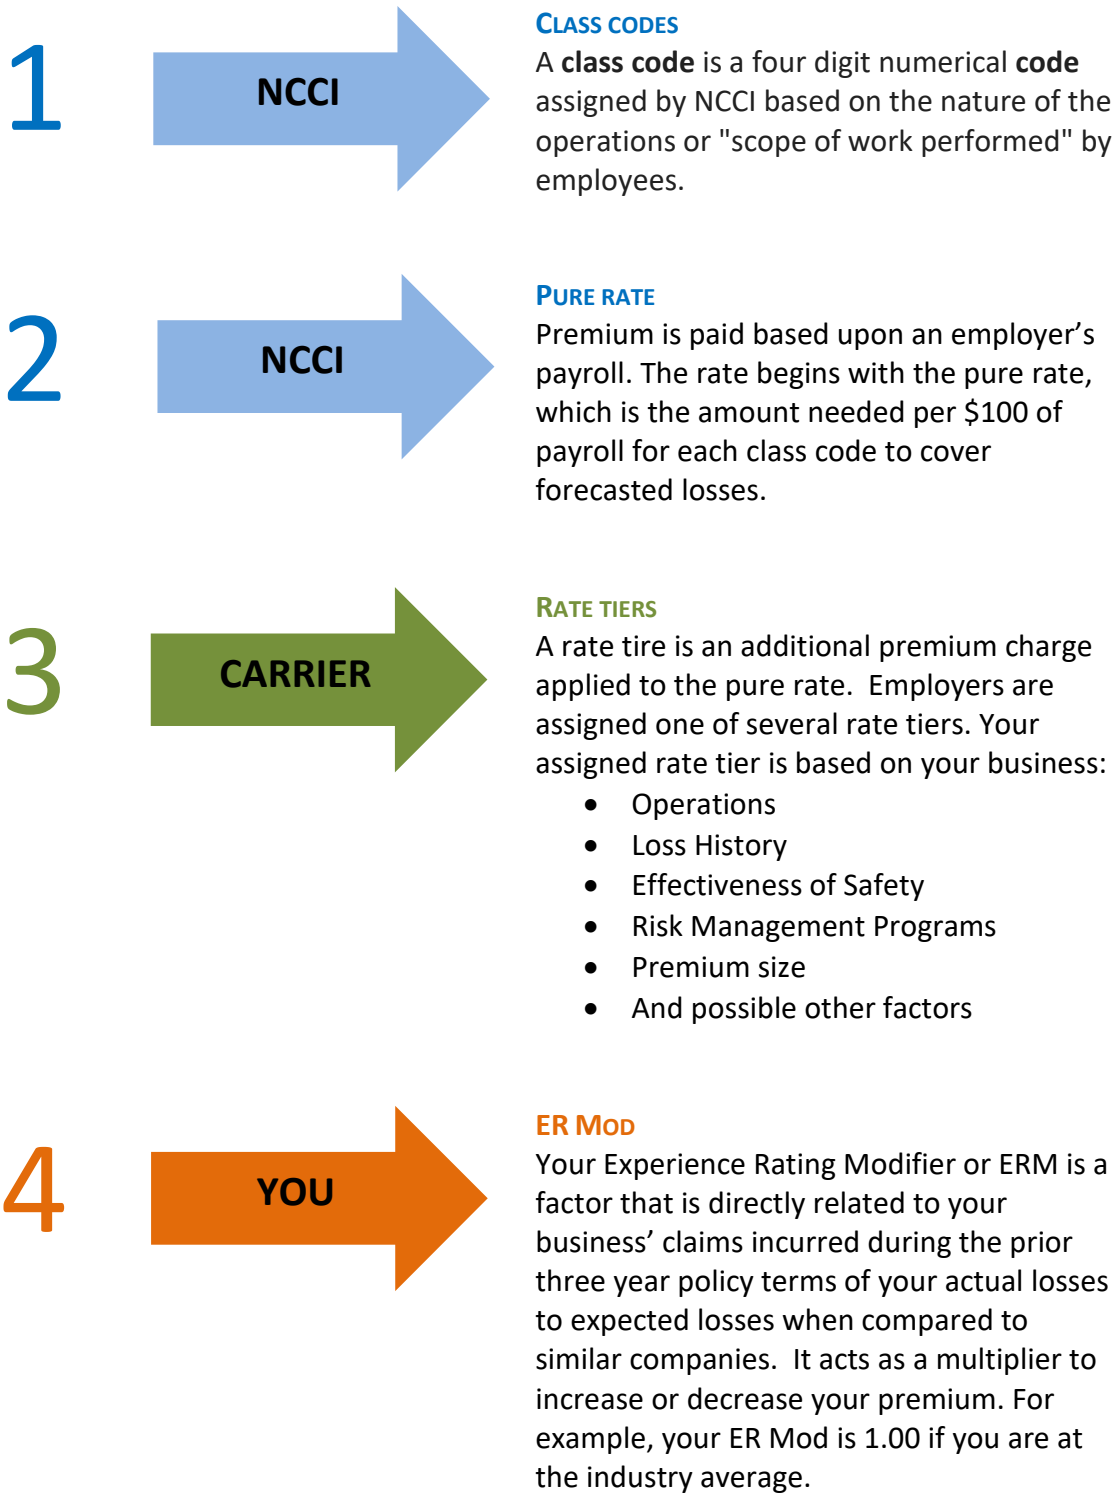 1
NCCI
CLASS CODES
A class code is a four digit numerical code
assigned by NCCI based on the nature of the
operations or "scope of work performed" by
employees.
2
NCCI
PURE RATE
Premium is paid based upon an employer’s
payroll. The rate begins with the pure rate,
which is the amount needed per $100 of
payroll for each class code to cover
forecasted losses.
3
CARRIER
RATE TIERS
A rate tire is an additional premium charge
applied to the pure rate.  Employers are
assigned one of several rate tiers. Your
assigned rate tier is based on your business:
• Operations
• Loss History
• Effectiveness of Safety
• Risk Management Programs
• Premium size
• And possible other factors
4
YOU
ER MOD
Your Experience Rating Modifier or ERM is a
factor that is directly related to your
business’ claims incurred during the prior
three year policy terms of your actual losses
to expected losses when compared to
similar companies.  It acts as a multiplier to
increase or decrease your premium. For
example, your ER Mod is 1.00 if you are at
the industry average.